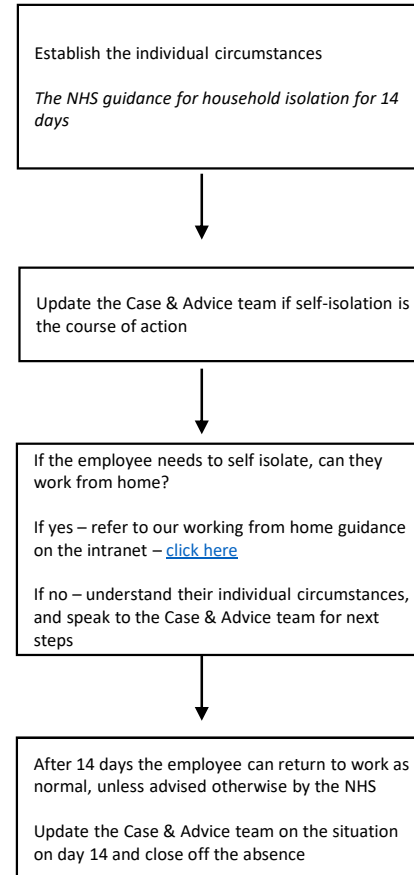 Establish the individual circumstances
The NHS guidance for household isolation for 14
days
Update the Case & Advice team if self-isolation is
the course of action
If the employee needs to self isolate, can they
work from home?
If yes – refer to our working from home guidance
on the intranet – click here
If no – understand their individual circumstances,
and speak to the Case & Advice team for next
steps
After 14 days the employee can return to work as
normal, unless advised otherwise by the NHS
Update the Case & Advice team on the situation
on day 14 and close off the absence